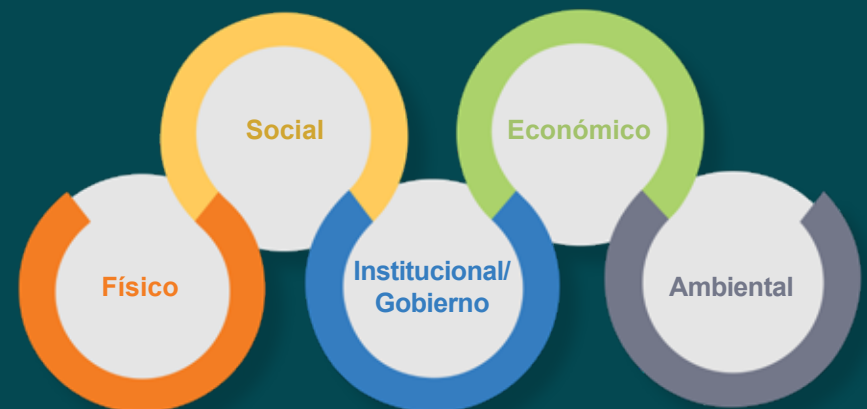 Social
Económico
Físico
Institucional/
Gobierno
Ambiental